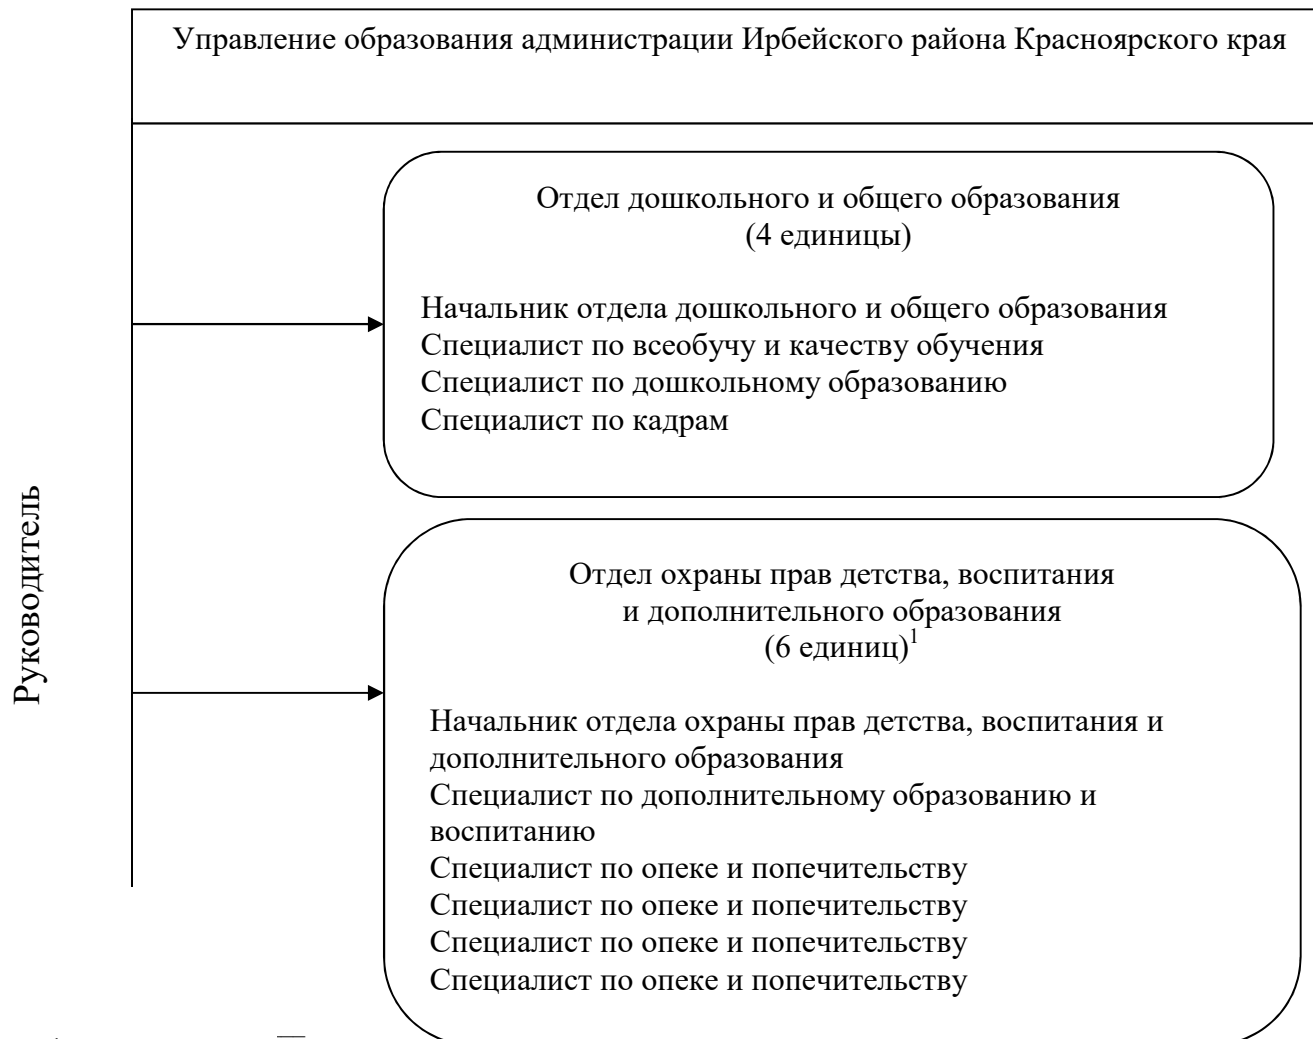 Управление образования администрации Ирбейского района Красноярского края
Отдел дошкольного и общего образования
(4 единицы)
Начальник отдела дошкольного и общего образования
Специалист по всеобучу и качеству обучения
Специалист по дошкольному образованию
Специалист по кадрам
Руководитель
Отдел охраны прав детства, воспитания
и дополнительного образования
(6 единиц)¹
Начальник отдела охраны прав детства, воспитания и
дополнительного образования
Специалист по дополнительному образованию и
воспитанию
Специалист по опеке и попечительству
Специалист по опеке и попечительству
Специалист по опеке и попечительству
Специалист по опеке и попечительству